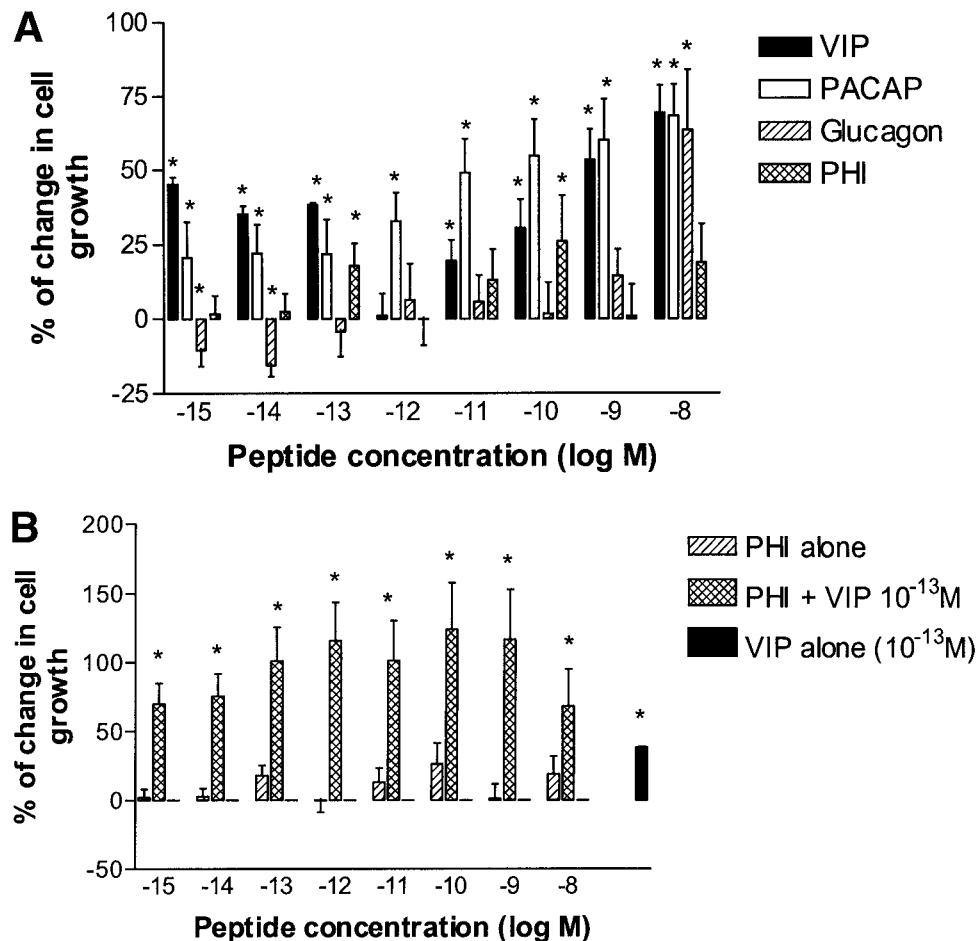 A
% of change in cell
growth
100
75
50
25
0
-25
* * * * * * * * * * * * * * * * * * * * *
-15 -14 -13 -12 -11 -10 -9 -8
Peptide concentration (log M)
VIP
PACAP
Glucagon
PHI
B
% of change in cell
growth
200
150
100
50
0
-50
* * * * * * * * *
-15 -14 -13 -12 -11 -10 -9 -8
Peptide concentration (log M)
PHI alone
PHI + VIP 10⁻¹³M
VIP alone (10⁻¹³M)